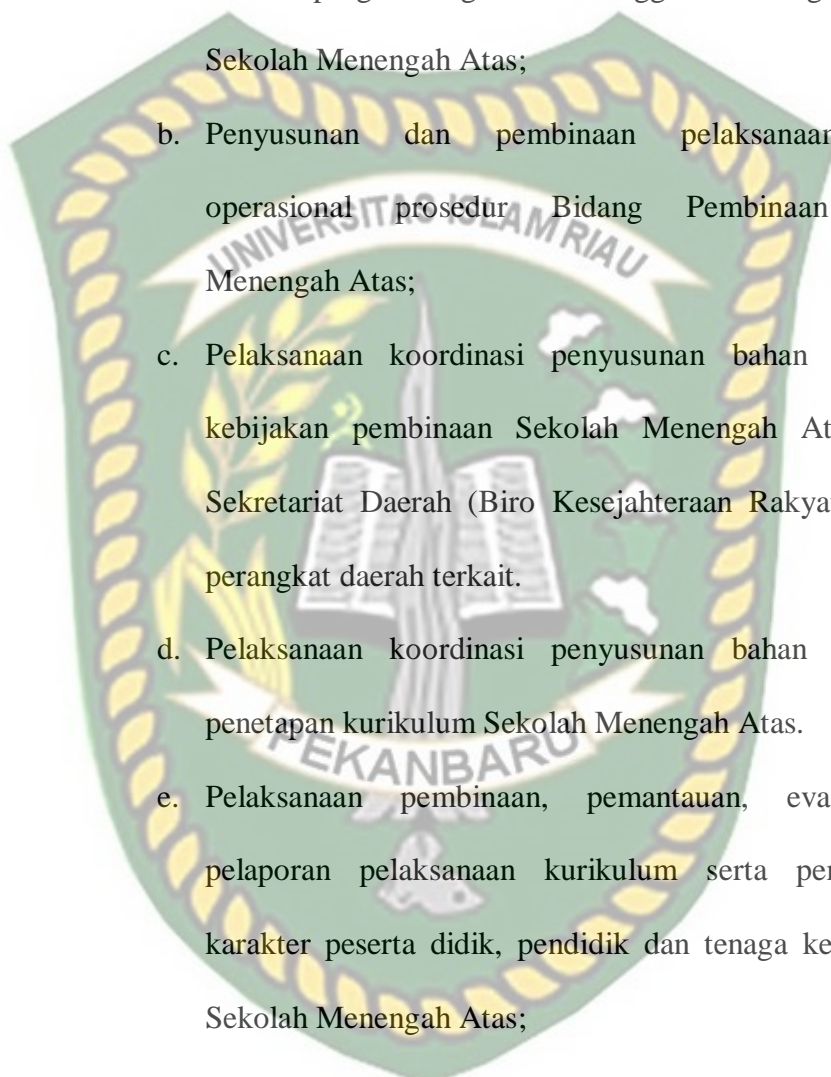 Sekolah Menengah Atas;
b. Penyusunan dan pembinaan pelaksanaan
operasional prosedur Bidang Pembinaan
UNIVERSITAS ISLAM RIAU
Menengah Atas;
c. Pelaksanaan koordinasi penyusunan bahan
kebijakan pembinaan Sekolah Menengah
Sekretariat Daerah (Biro Kesejahteraan
perangkat daerah terkait.
d. Pelaksanaan koordinasi penyusunan bahan
penetapan kurikulum Sekolah Menengah Atas.
PEKANBARU
e. Pelaksanaan pembinaan, pemantauan,
pelaporan pelaksanaan kurikulum serta
karakter peserta didik, pendidik dan tenaga
Sekolah Menengah Atas;